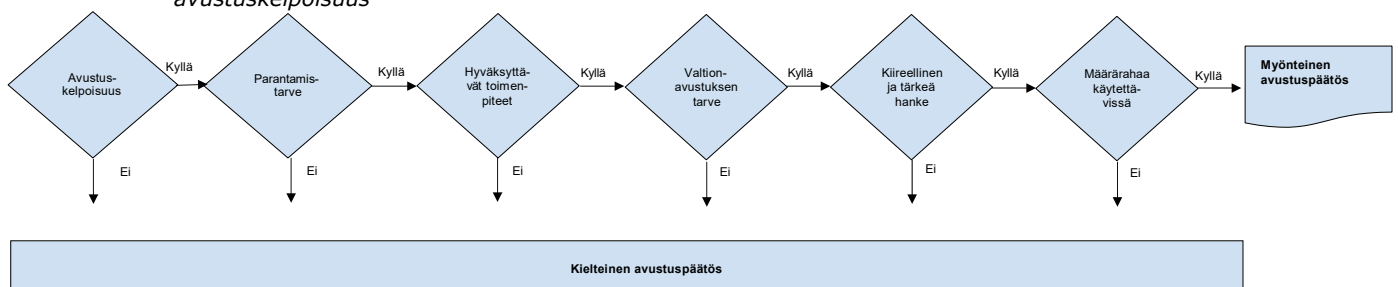 avustuskelpoisuus
Avustus-
kelpoisuus
Kyllä
Parantamis-
tarve
Kyllä
Hyväksyttä-
vät toimen-
piteet
Kyllä
Valtion-
avustuksen
tarve
Kyllä
Kiireellinen
ja tärkeä
hanke
Kyllä
Määrärahaa
käytettä-
vissä
Kyllä
Myönteinen
avustuspäätös
Ei
Ei
Ei
Ei
Ei
Ei
Kielteinen avustuspäätös